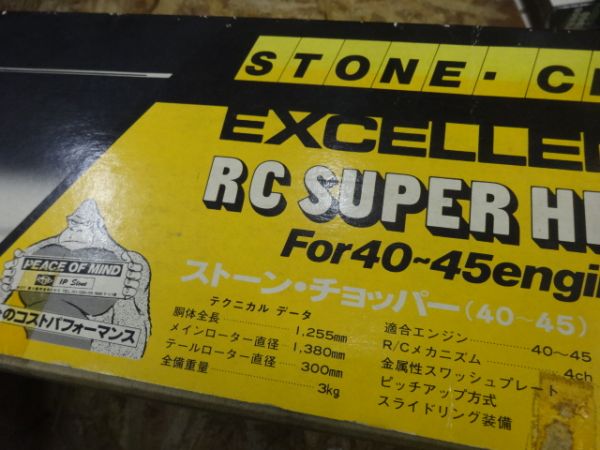 STONE・C
EXCELLE
RC SUPER H
For 40~45engin
ストーン・チョッパー(40~45)
PEACE OF MIND
IP Stone
のコストパフォーマンス
テクニカル データ
胴体全長 1.255mm
メインローター直径 1,380mm
テールローター直径 300mm
全備重量 3kg
適合エンジン 40~45
R/Cメカニズム 4ch
金属性スワッシュプレート
ピッチアップ方式
スライドリング装備